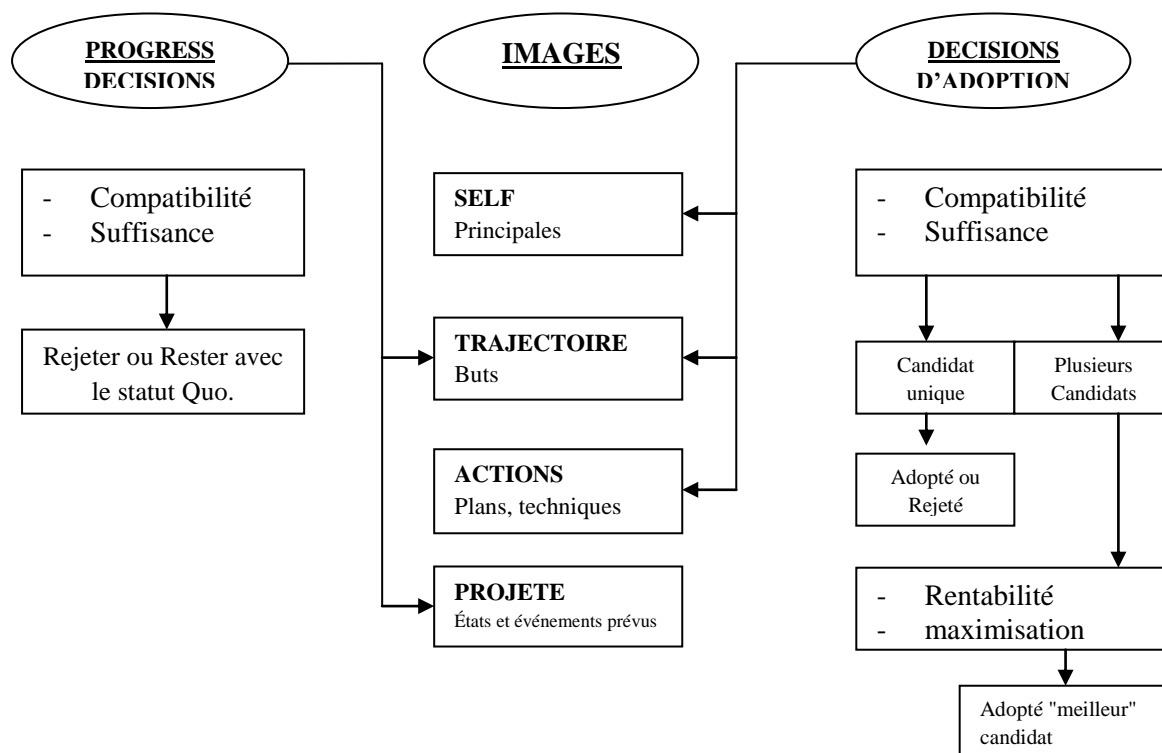 PROGRESS
DECISIONS
IMAGES
DECISIONS
D’ADOPTION
- Compatibilité
- Suffisance
Rejeter ou Rester avec
le statut Quo.
SELF
Principales
TRAJECTOIRE
Buts
ACTIONS
Plans, techniques
PROJETE
États et événements prévus
- Compatibilité
- Suffisance
Candidat
unique
Plusieurs
Candidats
Adopté ou
Rejeté
- Rentabilité
- maximisation
Adopté "meilleur"
candidat